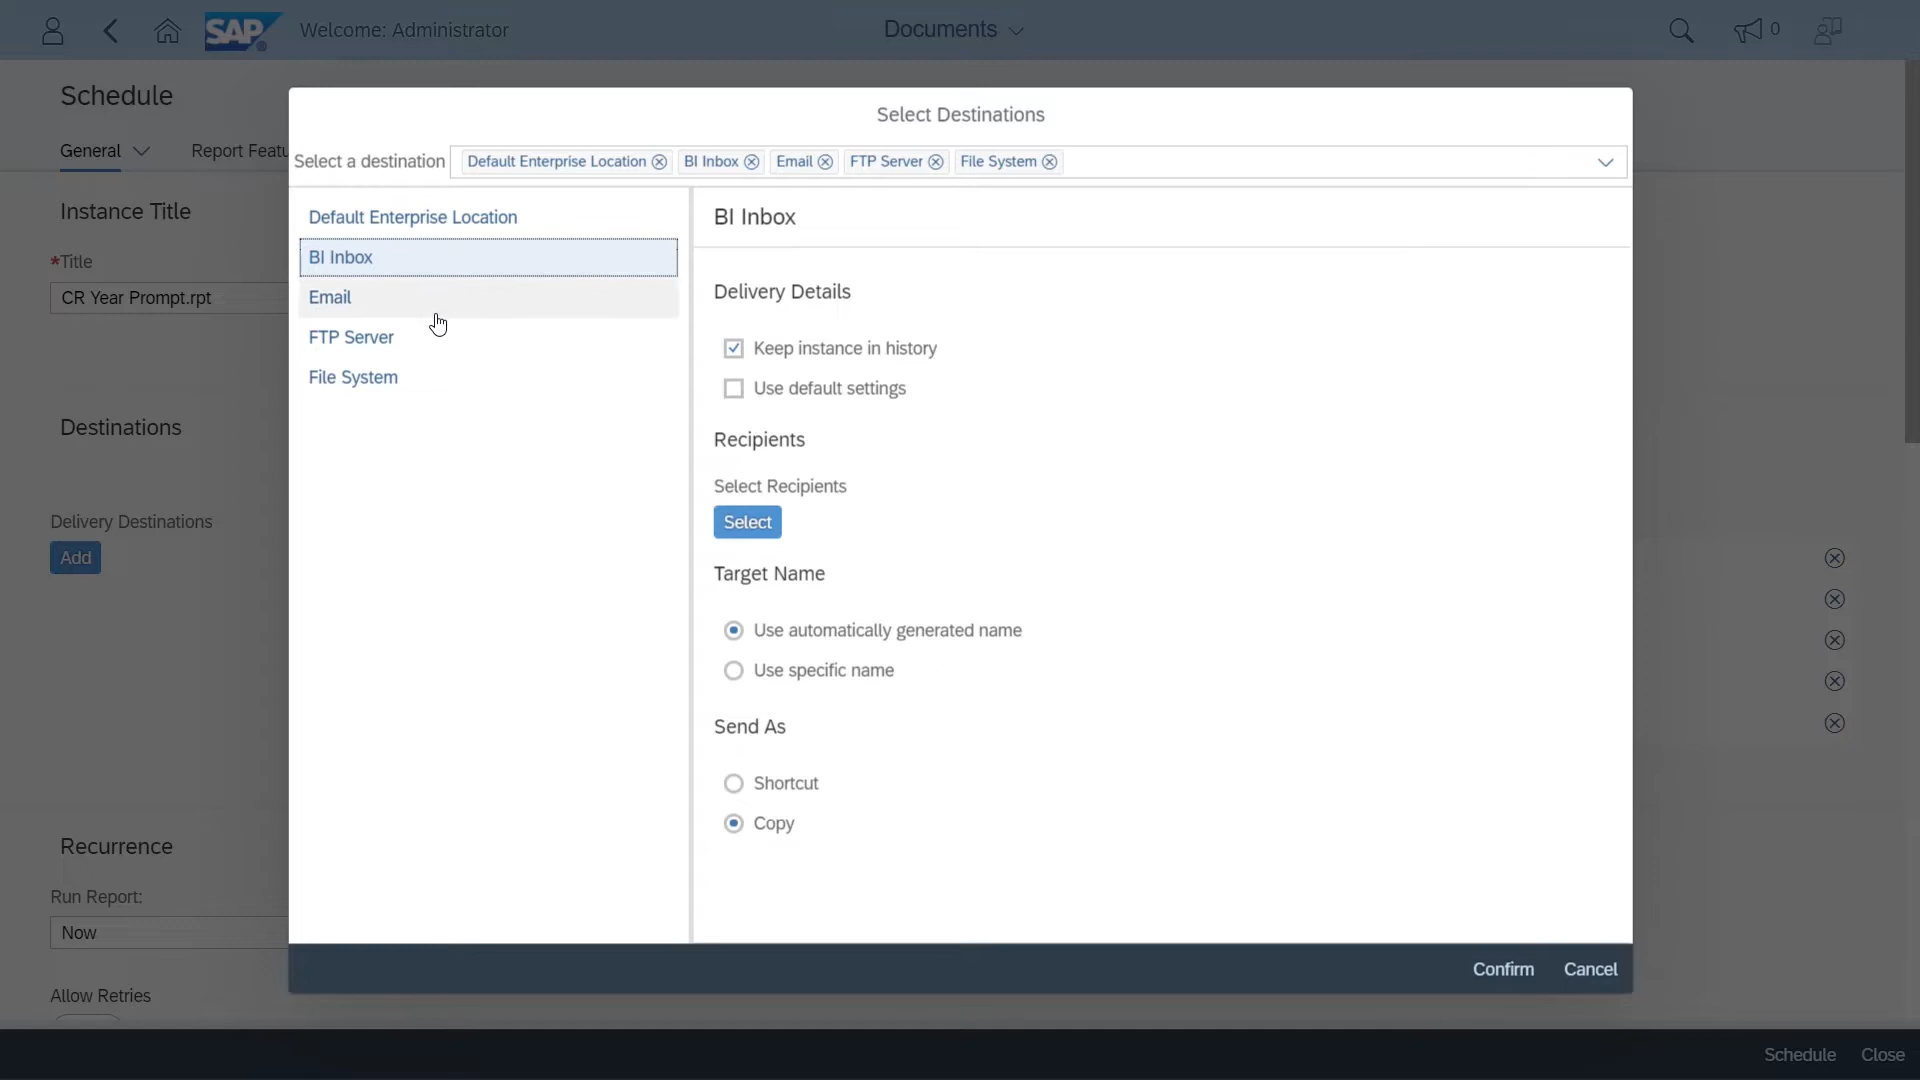 SAP Welcome: Administrator Documents 0
Schedule
General Report Featu
Instance Title
*Title
CR Year Prompt.rpt
Destinations
Delivery Destinations
Add
Recurrence
Run Report:
Now
Allow Retries
Select Destinations
Select a destination Default Enterprise Location BI Inbox Email FTP Server File System
Default Enterprise Location
BI Inbox
Email
FTP Server
File System
BI Inbox
Delivery Details
Keep instance in history
Use default settings
Recipients
Select Recipients
Select
Target Name
Use automatically generated name
Use specific name
Send As
Shortcut
Copy
Confirm Cancel
Schedule Close